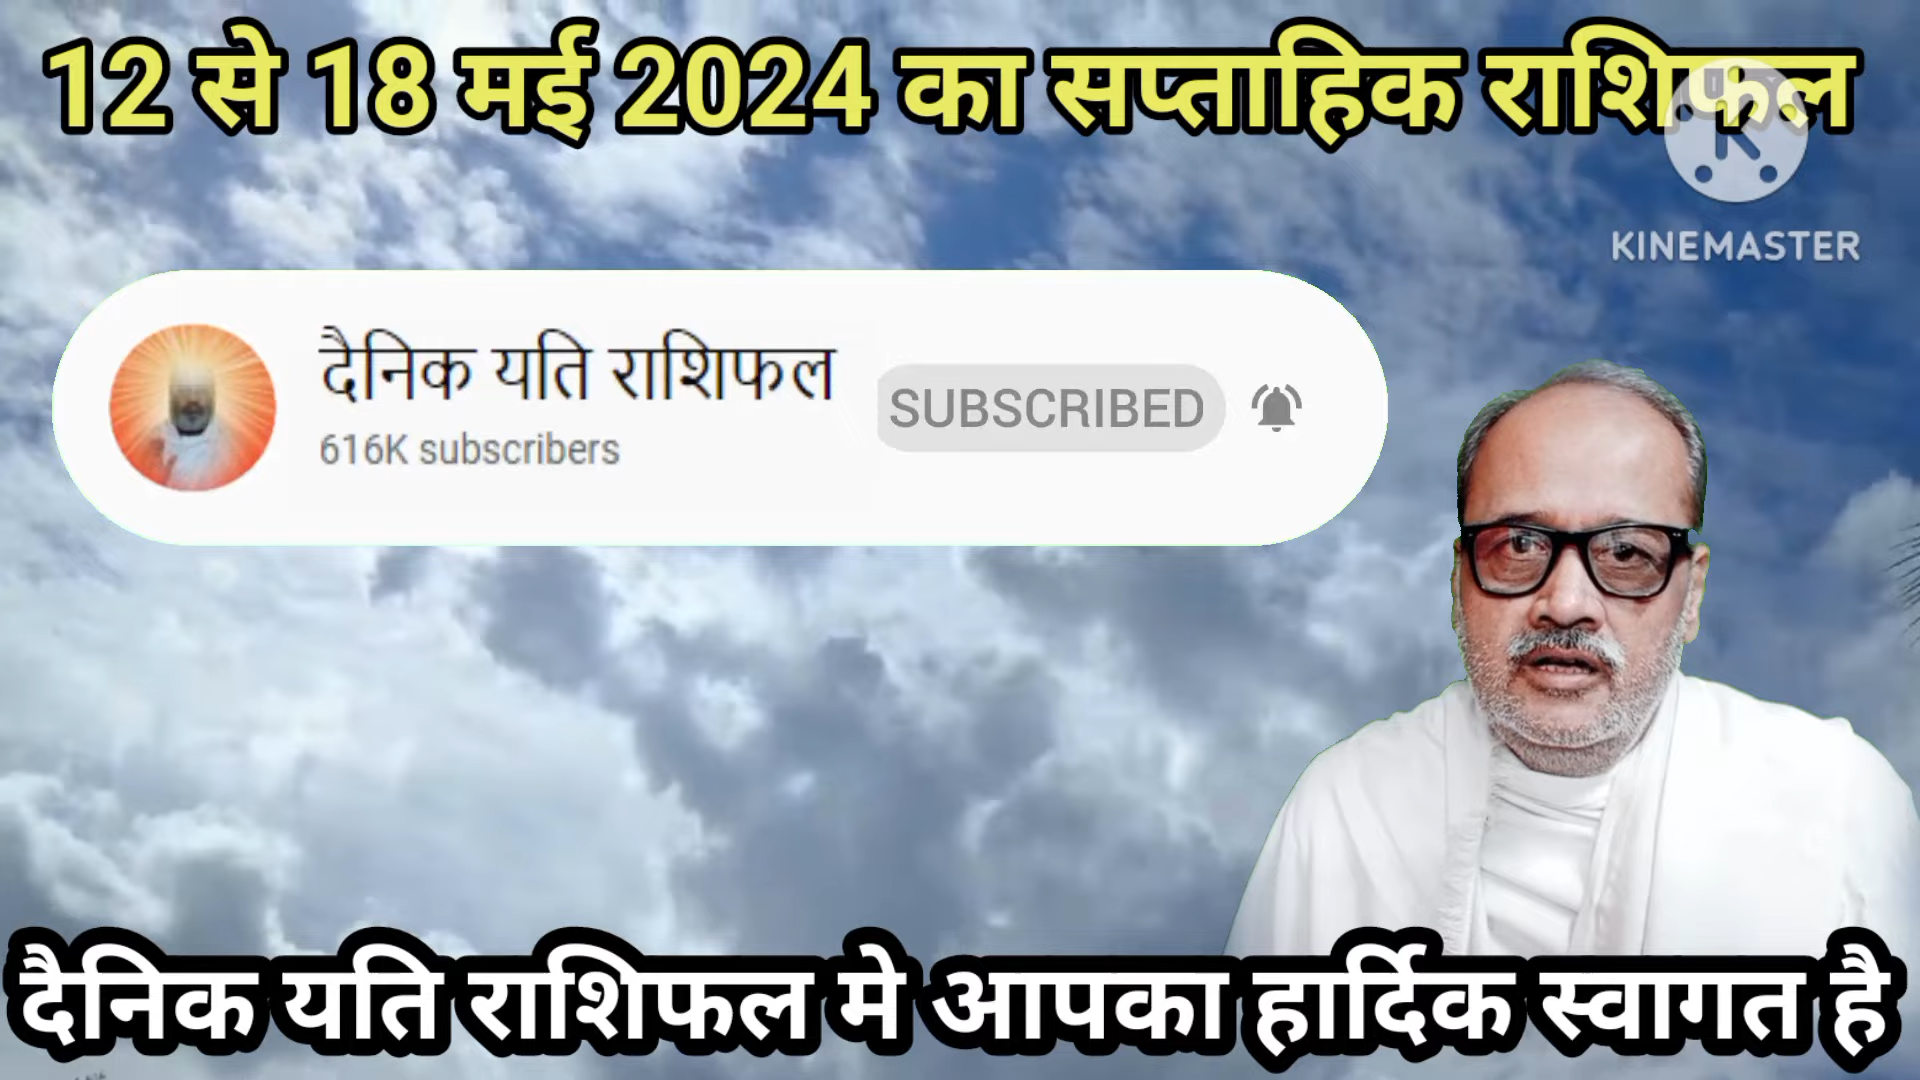 12 से 18 मई 2024 का सप्ताहिक राशिफल
KINEMASTER
दैनिक यति राशिफल
SUBSCRIBED
616K subscribers
दैनिक यति राशिफल मे आपका हार्दिक स्वागत है